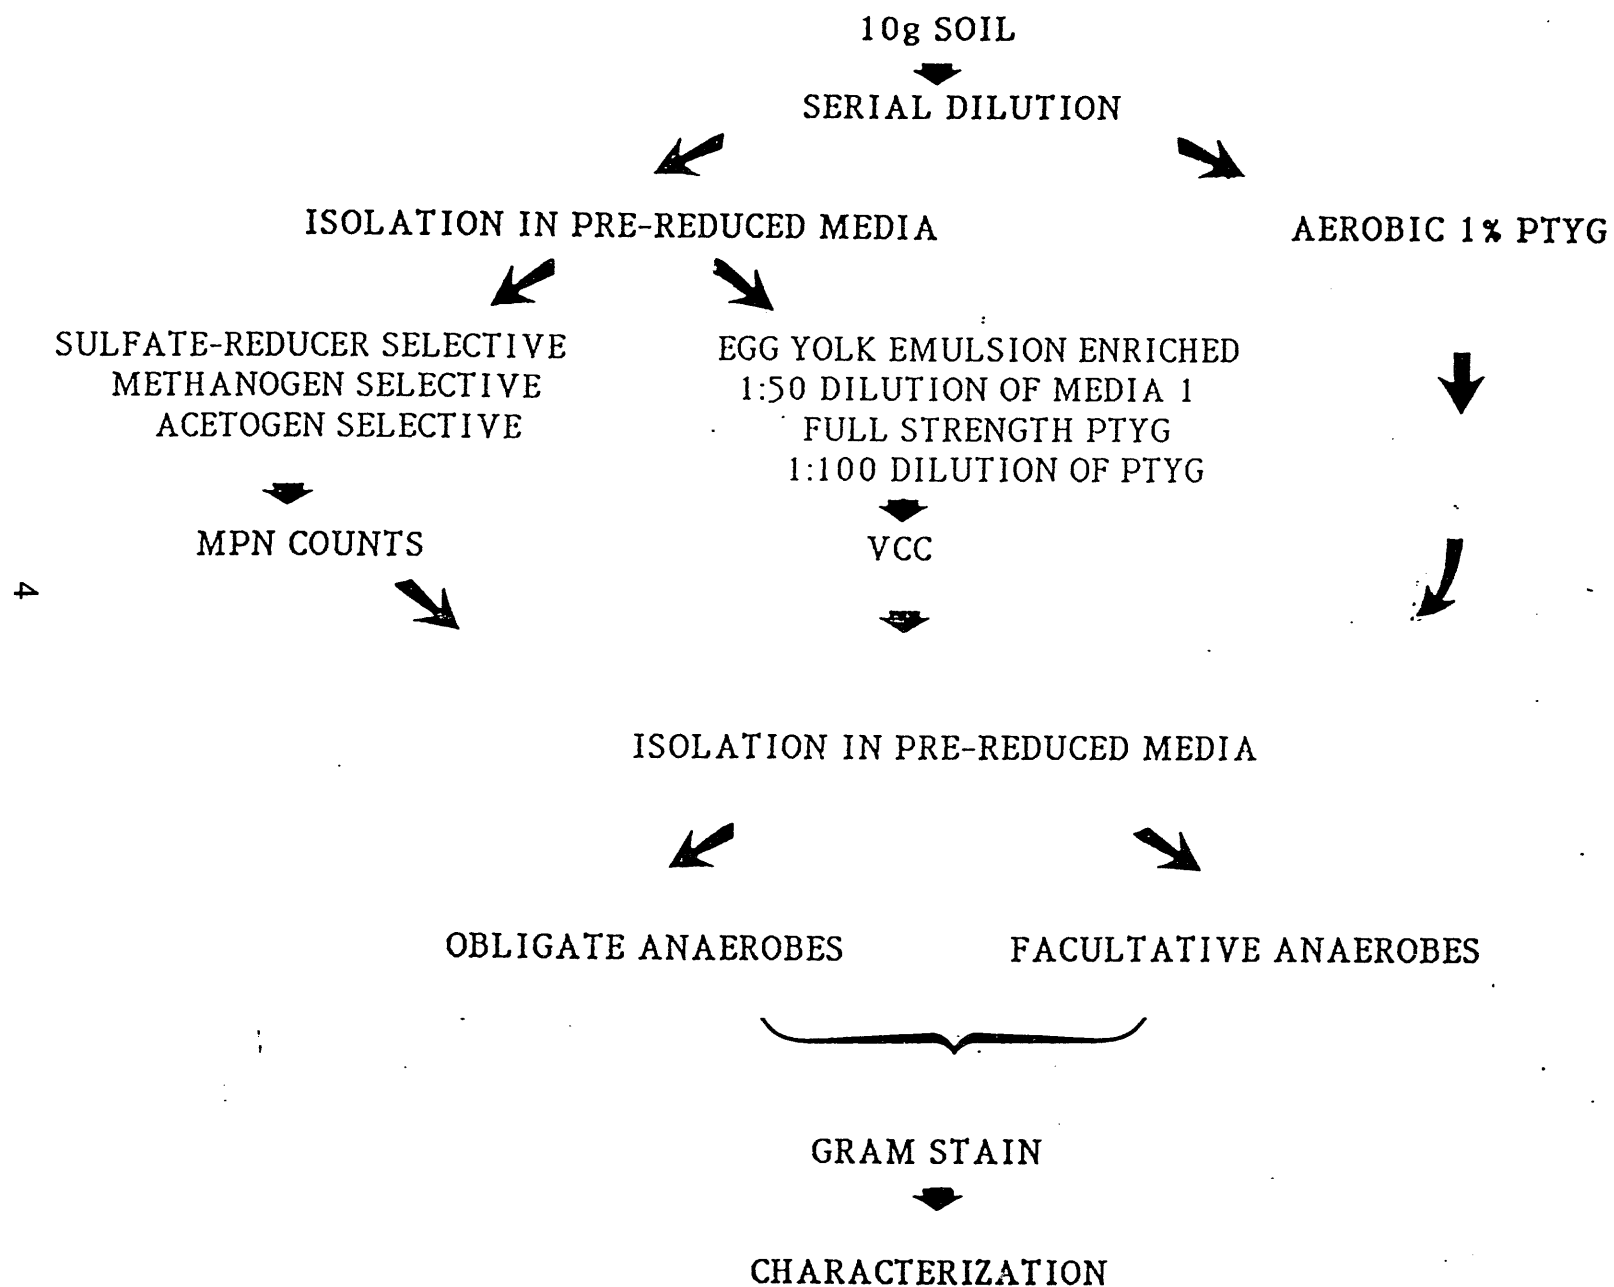 10g SOIL
SERIAL DILUTION
ISOLATION IN PRE-REDUCED MEDIA
AEROBIC 1% PTYG
SULFATE-REDUCER SELECTIVE
METHANOGEN SELECTIVE
ACETOGEN SELECTIVE
EGG YOLK EMULSION ENRICHED
1:50 DILUTION OF MEDIA 1
FULL STRENGTH PTYG
1:100 DILUTION OF PTYG
MPN COUNTS
VCC
4
ISOLATION IN PRE-REDUCED MEDIA
OBLIGATE ANAEROBES
FACULTATIVE ANAEROBES
GRAM STAIN
CHARACTERIZATION